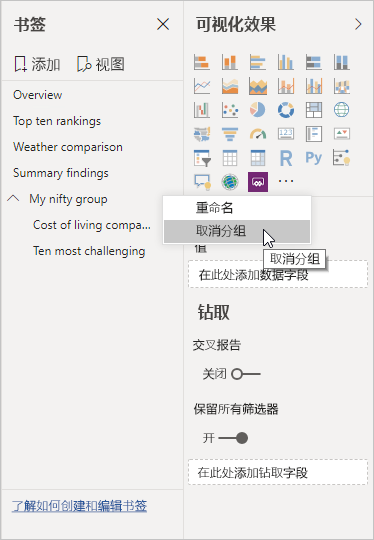 书签
添加
视图
Overview
Top ten rankings
Weather comparison
Summary findings
My nifty group
Cost of living compa...
Ten most challenging
了解如何创建和编辑书签
可视化效果
123
R
Py
...
重命名
取消分组
值
取消分组
在此处添加数据字段
钻取
交叉报告
关闭
保留所有筛选器
开
在此处添加钻取字段